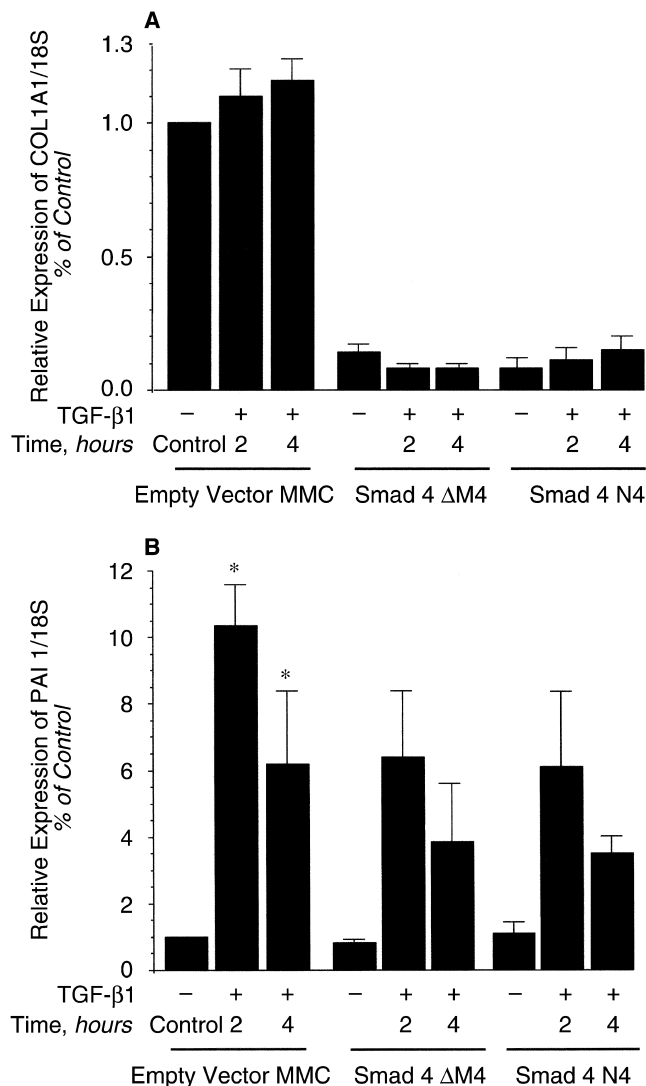 A
Relative Expression of COL1A1/18S
% of Control
1.3
1.0
0.5
0.0
TGF-β1 – + + – + + – + +
Time, hours Control 2 4 2 4 2 4
Empty Vector MMC Smad 4 ΔM4 Smad 4 N4
B
Relative Expression of PAI 1/18S
% of Control
12
10
8
6
4
2
0
* *
TGF-β1 – + + – + + – + +
Time, hours Control 2 4 2 4 2 4
Empty Vector MMC Smad 4 ΔM4 Smad 4 N4